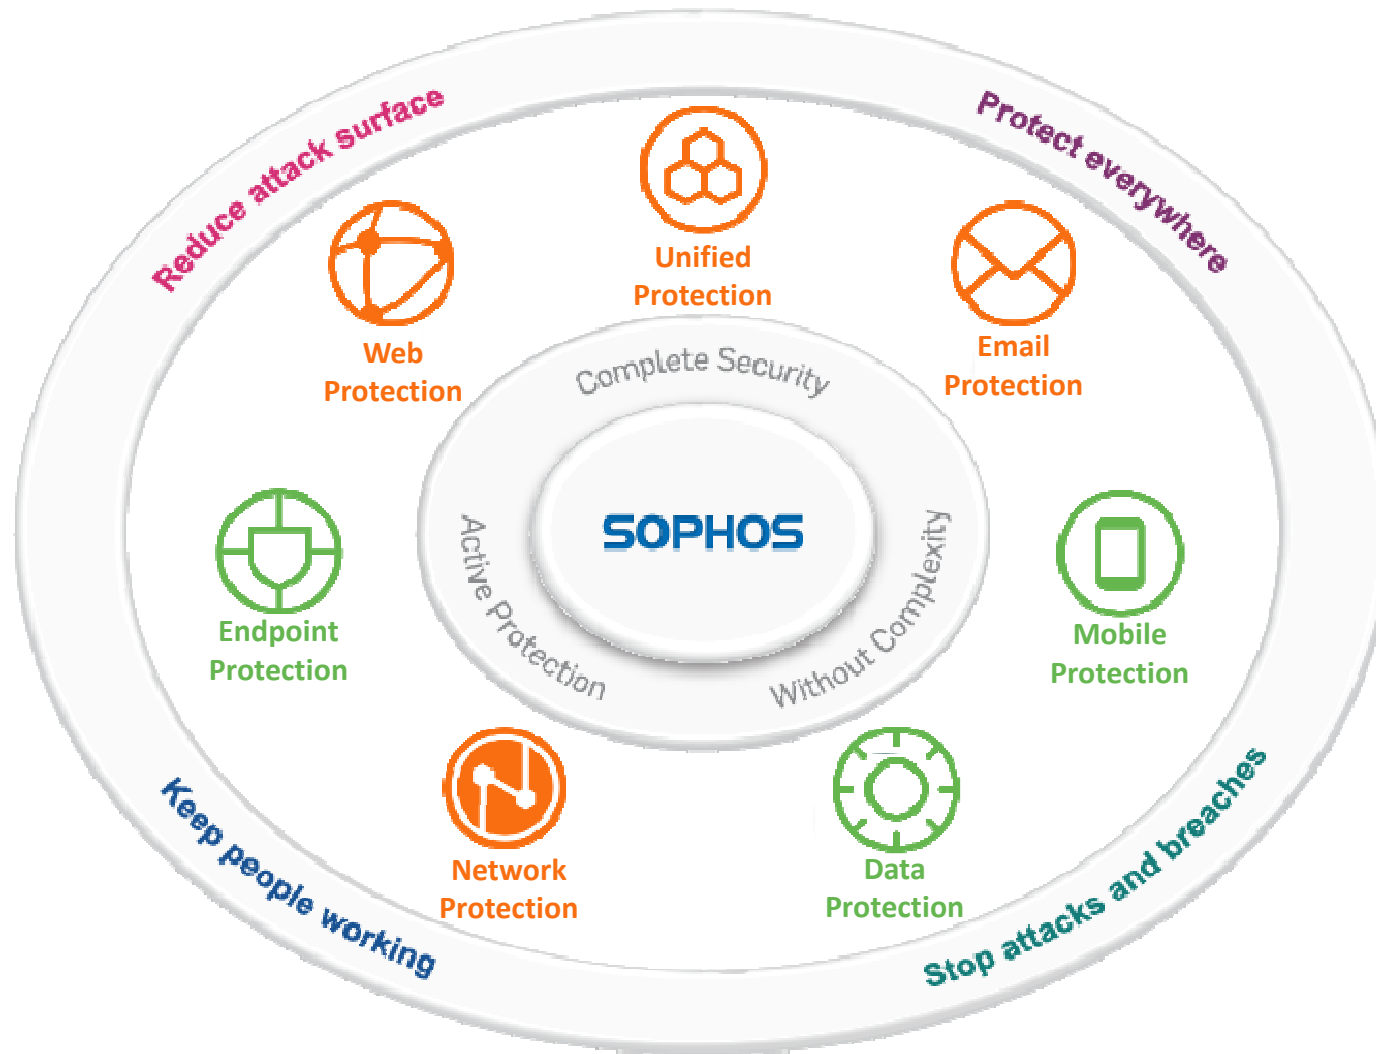 Reduce attack surface
Protect everywhere
Unified
Protection
Web
Protection
Email
Protection
Complete Security
SOPHOS
Active Protection
Without Complexity
Endpoint
Protection
Mobile
Protection
Network
Protection
Data
Protection
Keep people working
Stop attacks and breaches